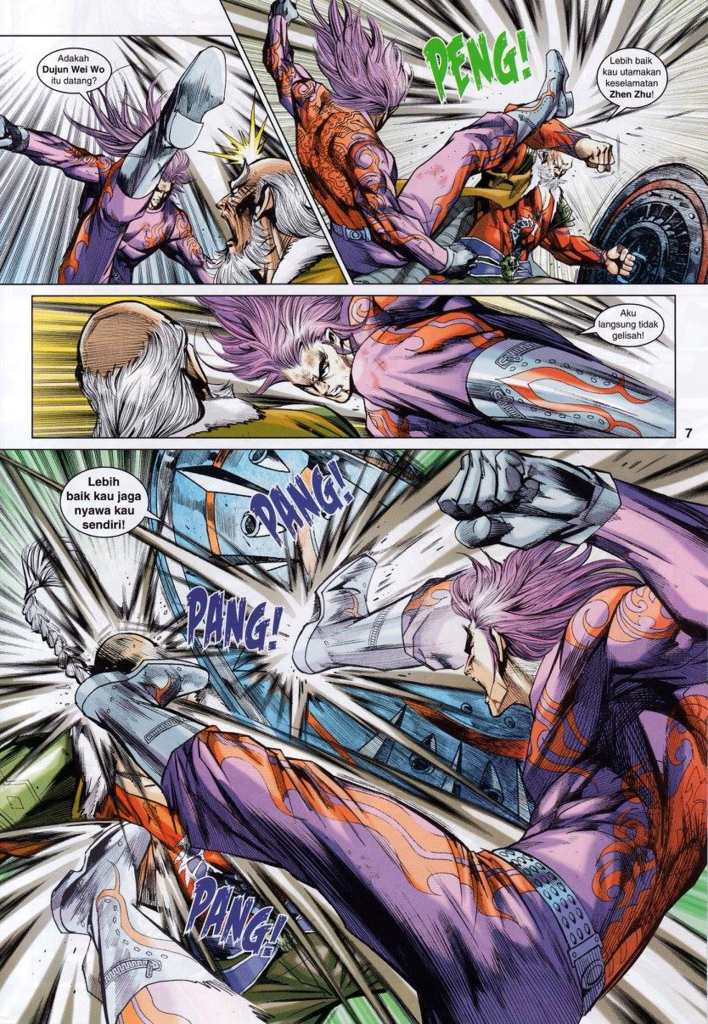 Adakah
Dujun Wei Wo
itu datang?
PENG!
Lebih baik
kau utamakan
keselamatan
Zhen Zhu!
Aku
langsung tidak
gelisah!
7
Lebih
baik kau jaga
nyawa kau
sendiri!
PANG!
PANG!
PANG!